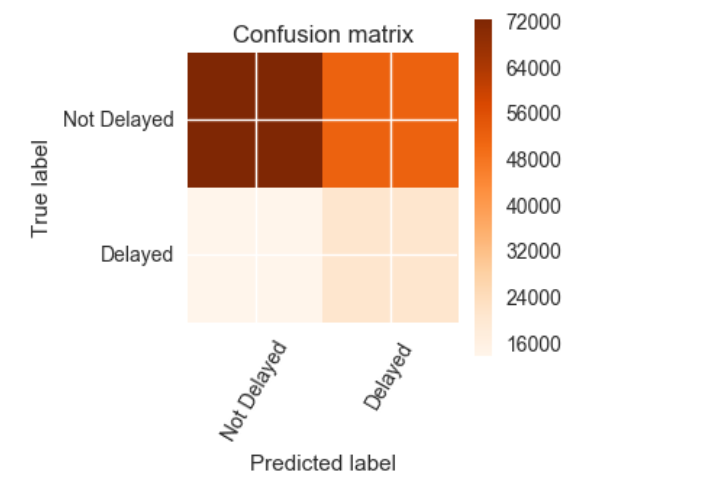 Confusion matrix
True label
Not Delayed
Delayed
Not Delayed
Delayed
Predicted label
72000
64000
56000
48000
40000
32000
24000
16000